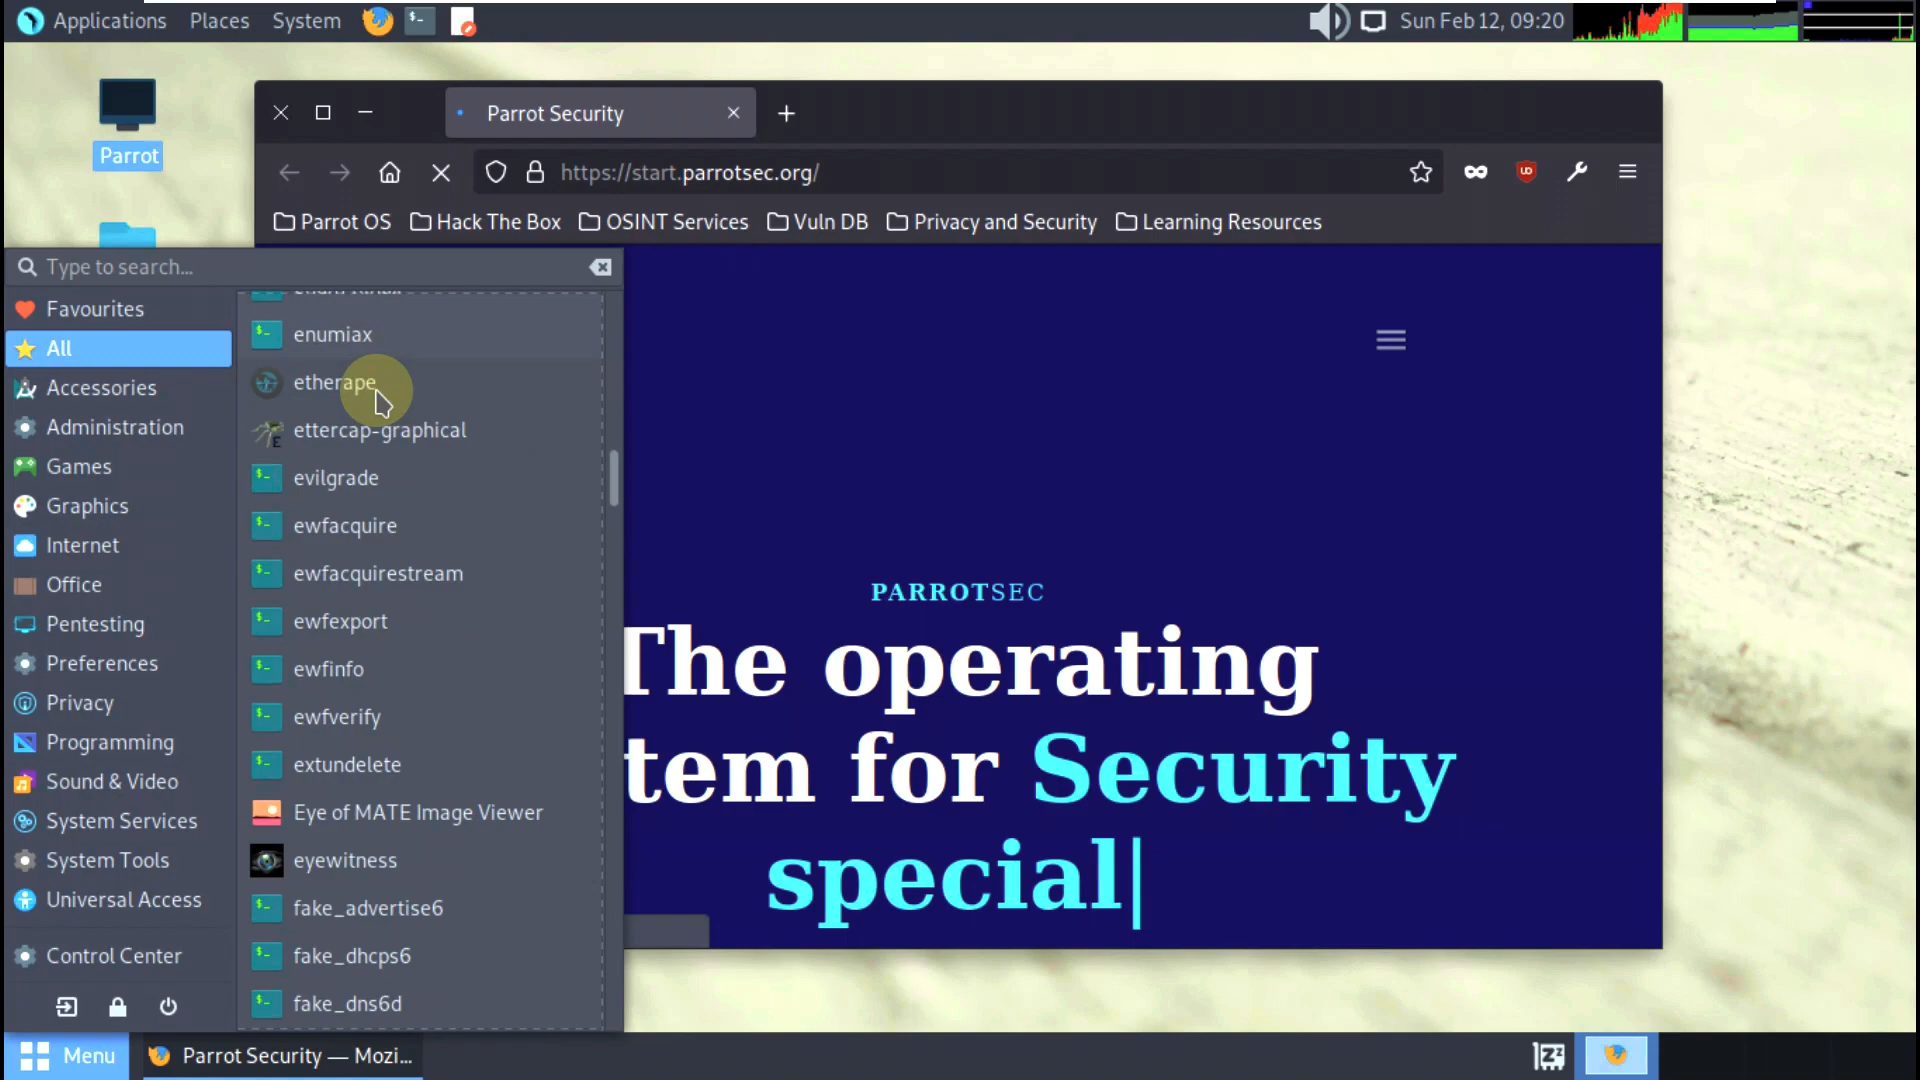 Applications Places System
Sun Feb 12, 09:20
Parrot
Parrot Security
https://start.parrotsec.org/
Parrot OS Hack The Box OSINT Services Vuln DB Privacy and Security Learning Resources
Type to search...
Favourites
All
Accessories
Administration
Games
Graphics
Internet
Office
Pentesting
Preferences
Privacy
Programming
Sound & Video
System Services
System Tools
Universal Access
Control Center
enumiax
etherape
ettercap-graphical
evilgrade
ewfacquire
ewfacquirestream
ewfexport
ewfinfo
ewfverify
extundelete
Eye of MATE Image Viewer
eyewitness
fake_advertise6
fake_dhcps6
fake_dns6d
PARROTSEC
The operating
tem for Security
special
Menu
Parrot Security — Mozi...